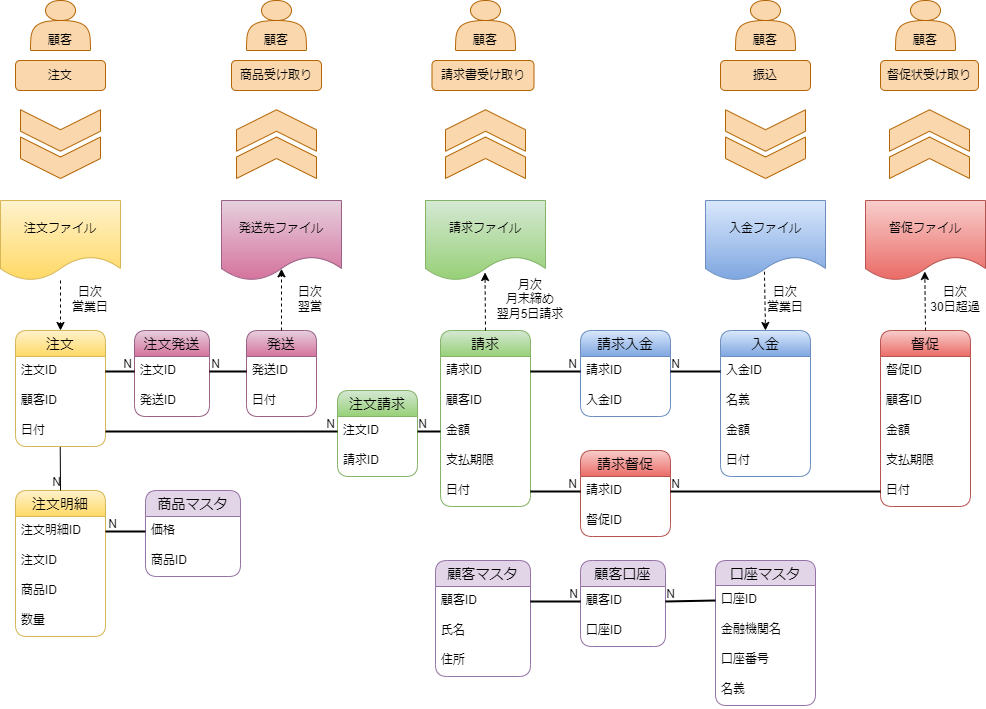 顧客
顧客
顧客
顧客
顧客
注文
商品受け取り
請求書受け取り
振込
督促状受け取り
注文ファイル
発送先ファイル
請求ファイル
入金ファイル
督促ファイル
日次
営業日
日次
翌営
月次
月末締め
翌月5日請求
日次
営業日
日次
30日超過
注文
注文ID
顧客ID
日付
N
注文発送
注文ID
発送ID
N
発送
発送ID
日付
N
注文請求
注文ID
請求ID
N
請求
請求ID
顧客ID
金額
支払期限
日付
N
請求入金
請求ID
入金ID
N
入金
入金ID
名義
金額
日付
N
請求督促
請求ID
督促ID
N
督促
督促ID
顧客ID
金額
支払期限
日付
N
注文明細
注文明細ID
注文ID
商品ID
数量
N
商品マスタ
価格
商品ID
顧客マスタ
顧客ID
氏名
住所
N
顧客口座
顧客ID
口座ID
N
口座マスタ
口座ID
金融機関名
口座番号
名義